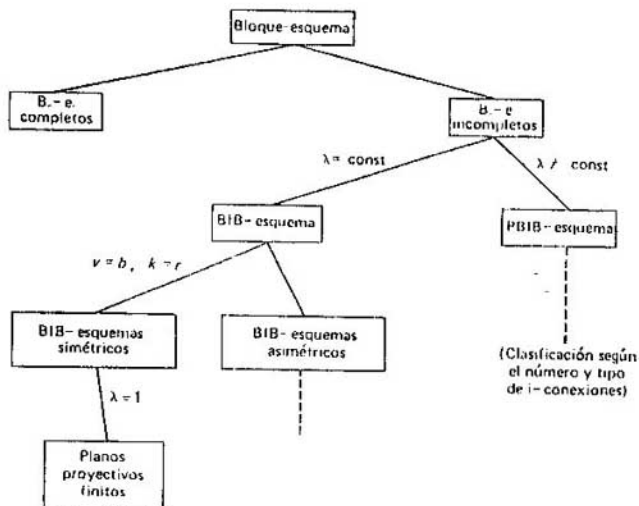 Bloque-esquema
B.- e.
completos
B.- e
incompletos
λ = const
λ ≠ const
BIB- esquema
PBIB- esquema
v = b, k = r
BIB- esquemas
simétricos
BIB- esquemas
asimétricos
(Clasificación según
el número y tipo
de i-conexiones)
λ = 1
Planos
proyectivos
finitos